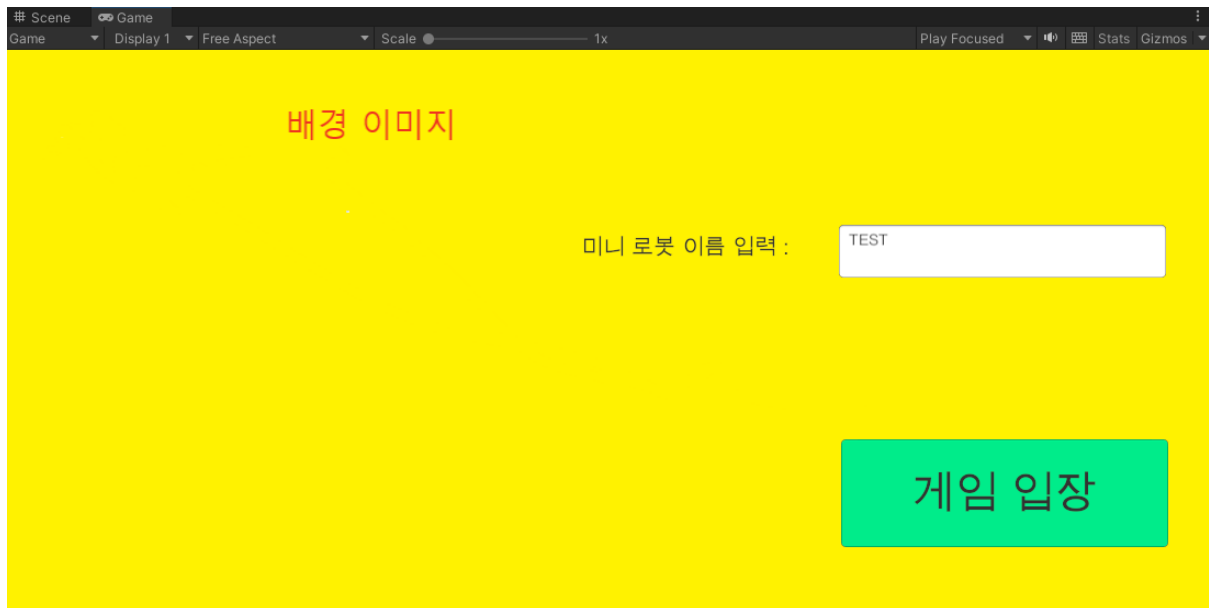 Scene Game
Game Display 1 Free Aspect Scale 1x Play Focused Stats Gizmos
배경 이미지
미니 로봇 이름 입력 : TEST
게임 입장